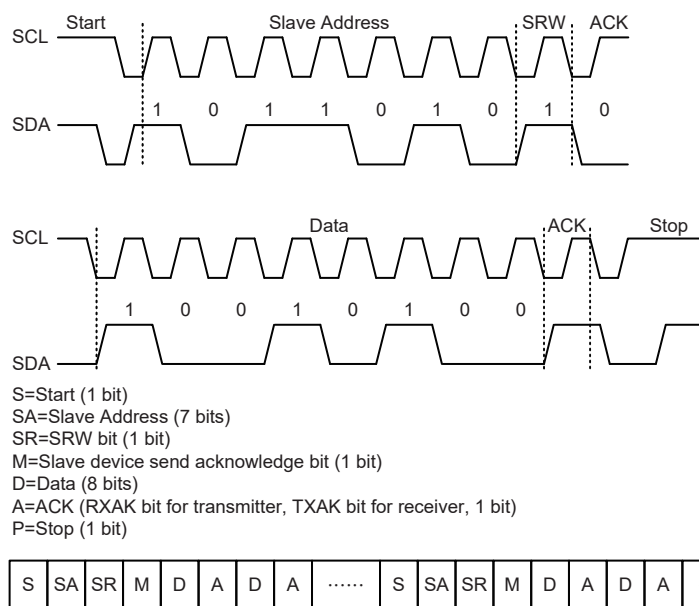 Start Slave Address SRW ACK
SCL
1 0 1 1 0 1 0 1 0
SDA
Data ACK Stop
SCL
1 0 0 1 0 1 0 0
SDA
S=Start (1 bit)
SA=Slave Address (7 bits)
SR=SRW bit (1 bit)
M=Slave device send acknowledge bit (1 bit)
D=Data (8 bits)
A=ACK (RXAK bit for transmitter, TXAK bit for receiver, 1 bit)
P=Stop (1 bit)
S SA SR M D A D A ······ S SA SR M D A D A